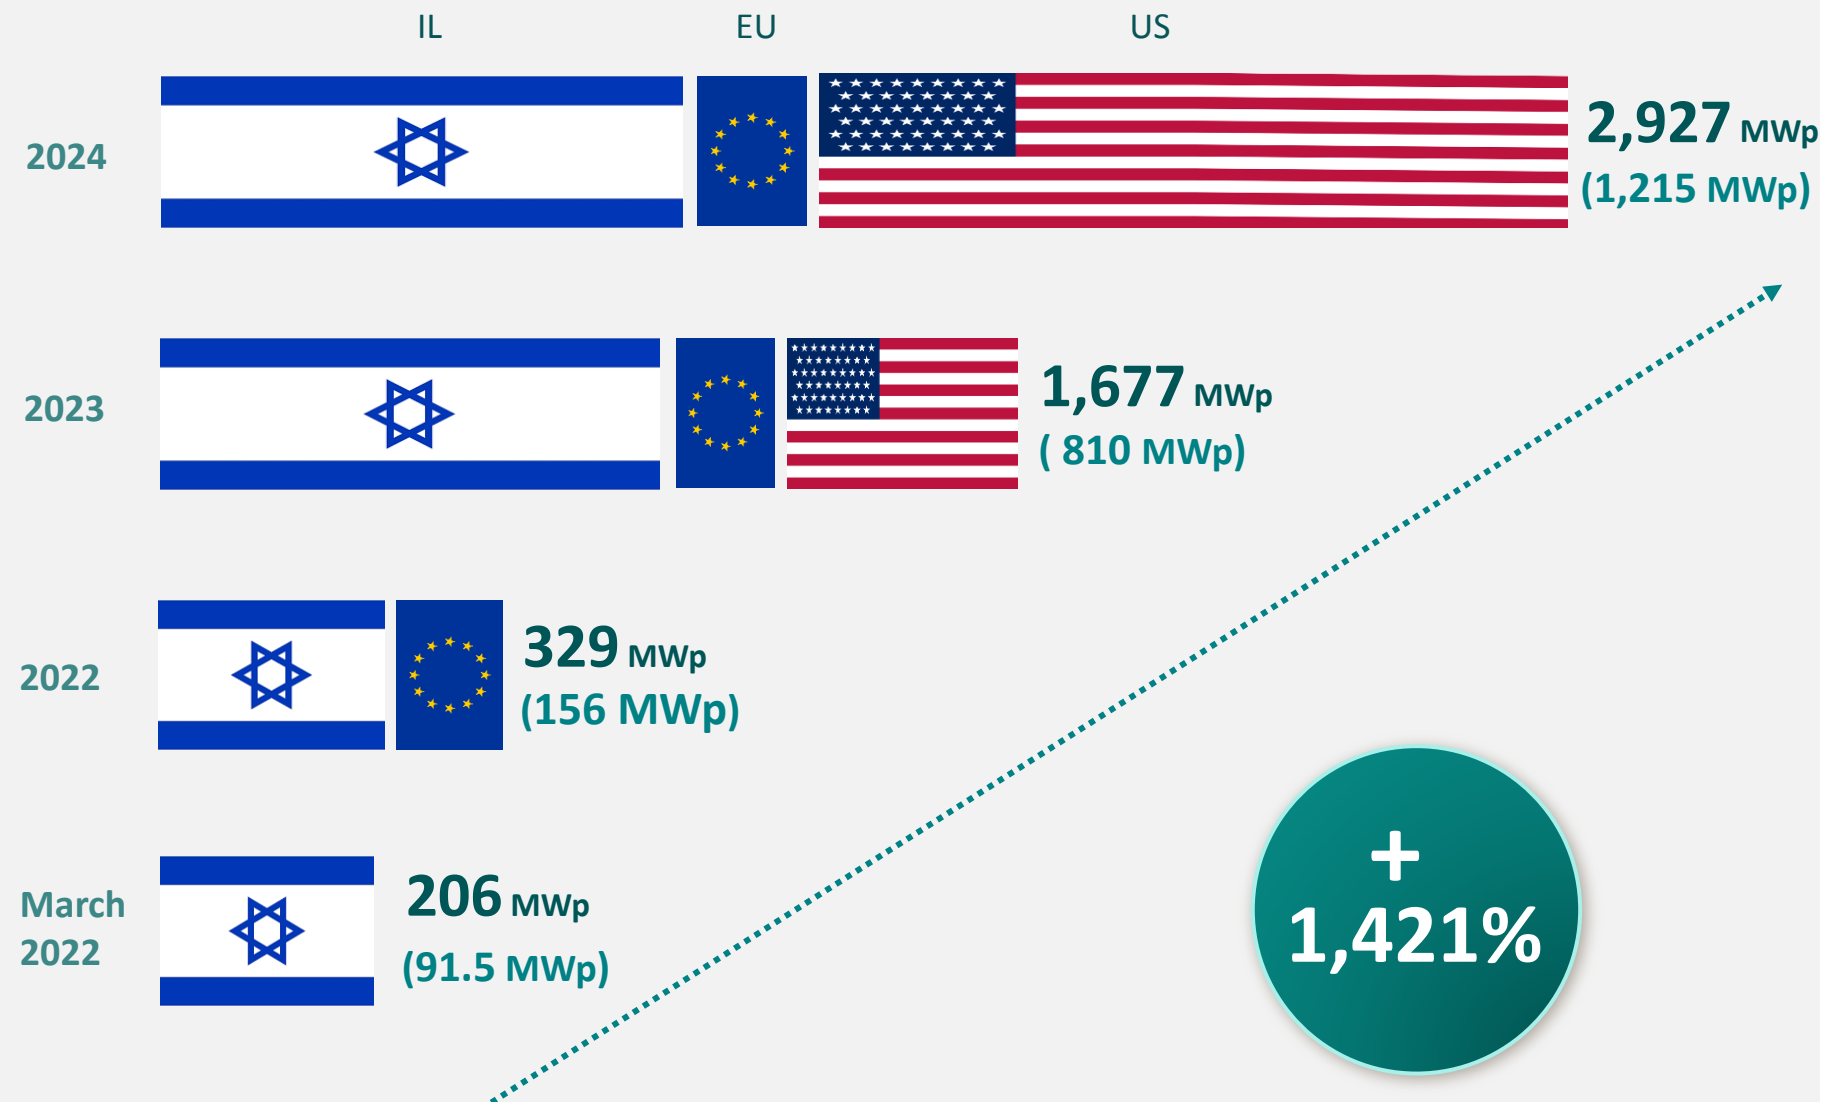 IL EU US
2024
2,927 MWp
(1,215 MWp)
2023
1,677 MWp
( 810 MWp)
2022
329 MWp
(156 MWp)
March
2022
206 MWp
(91.5 MWp)
+
1,421%